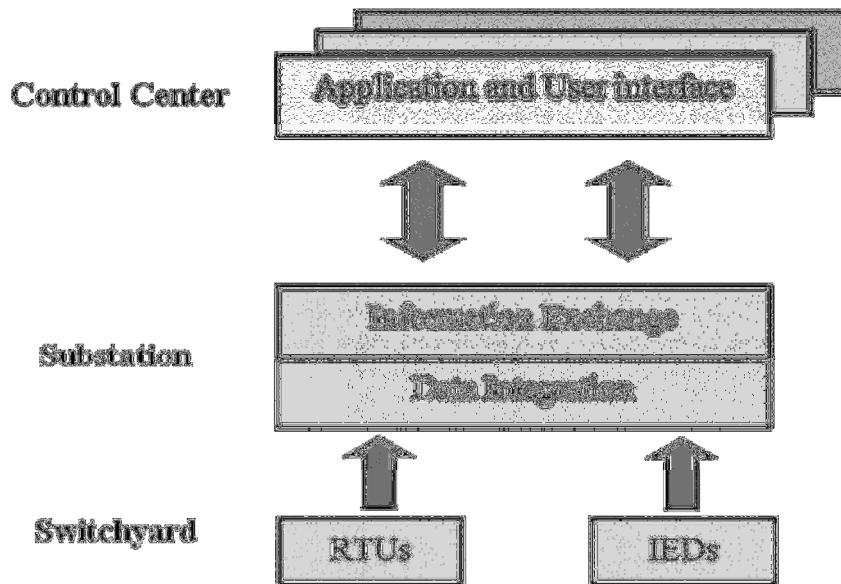 Control Center
Application and User interface
Information Exchange
Substation
Data Integration
Switchyard
RTUs
IEDs